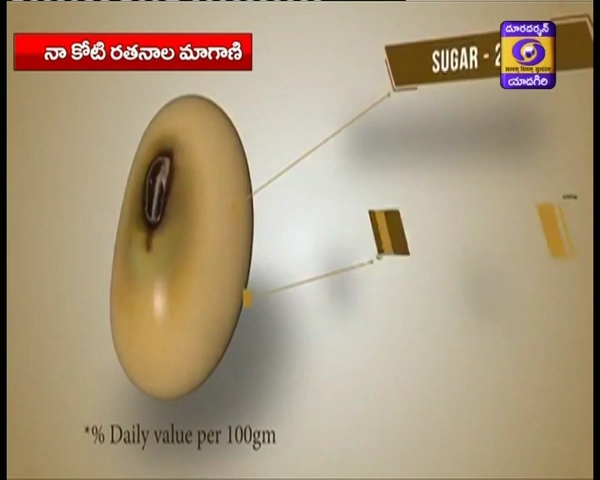 నా కోటి రతనాల మాగాణి
SUGAR - 2
దూరదర్శన్
యాదగిరి
*% Daily value per 100gm